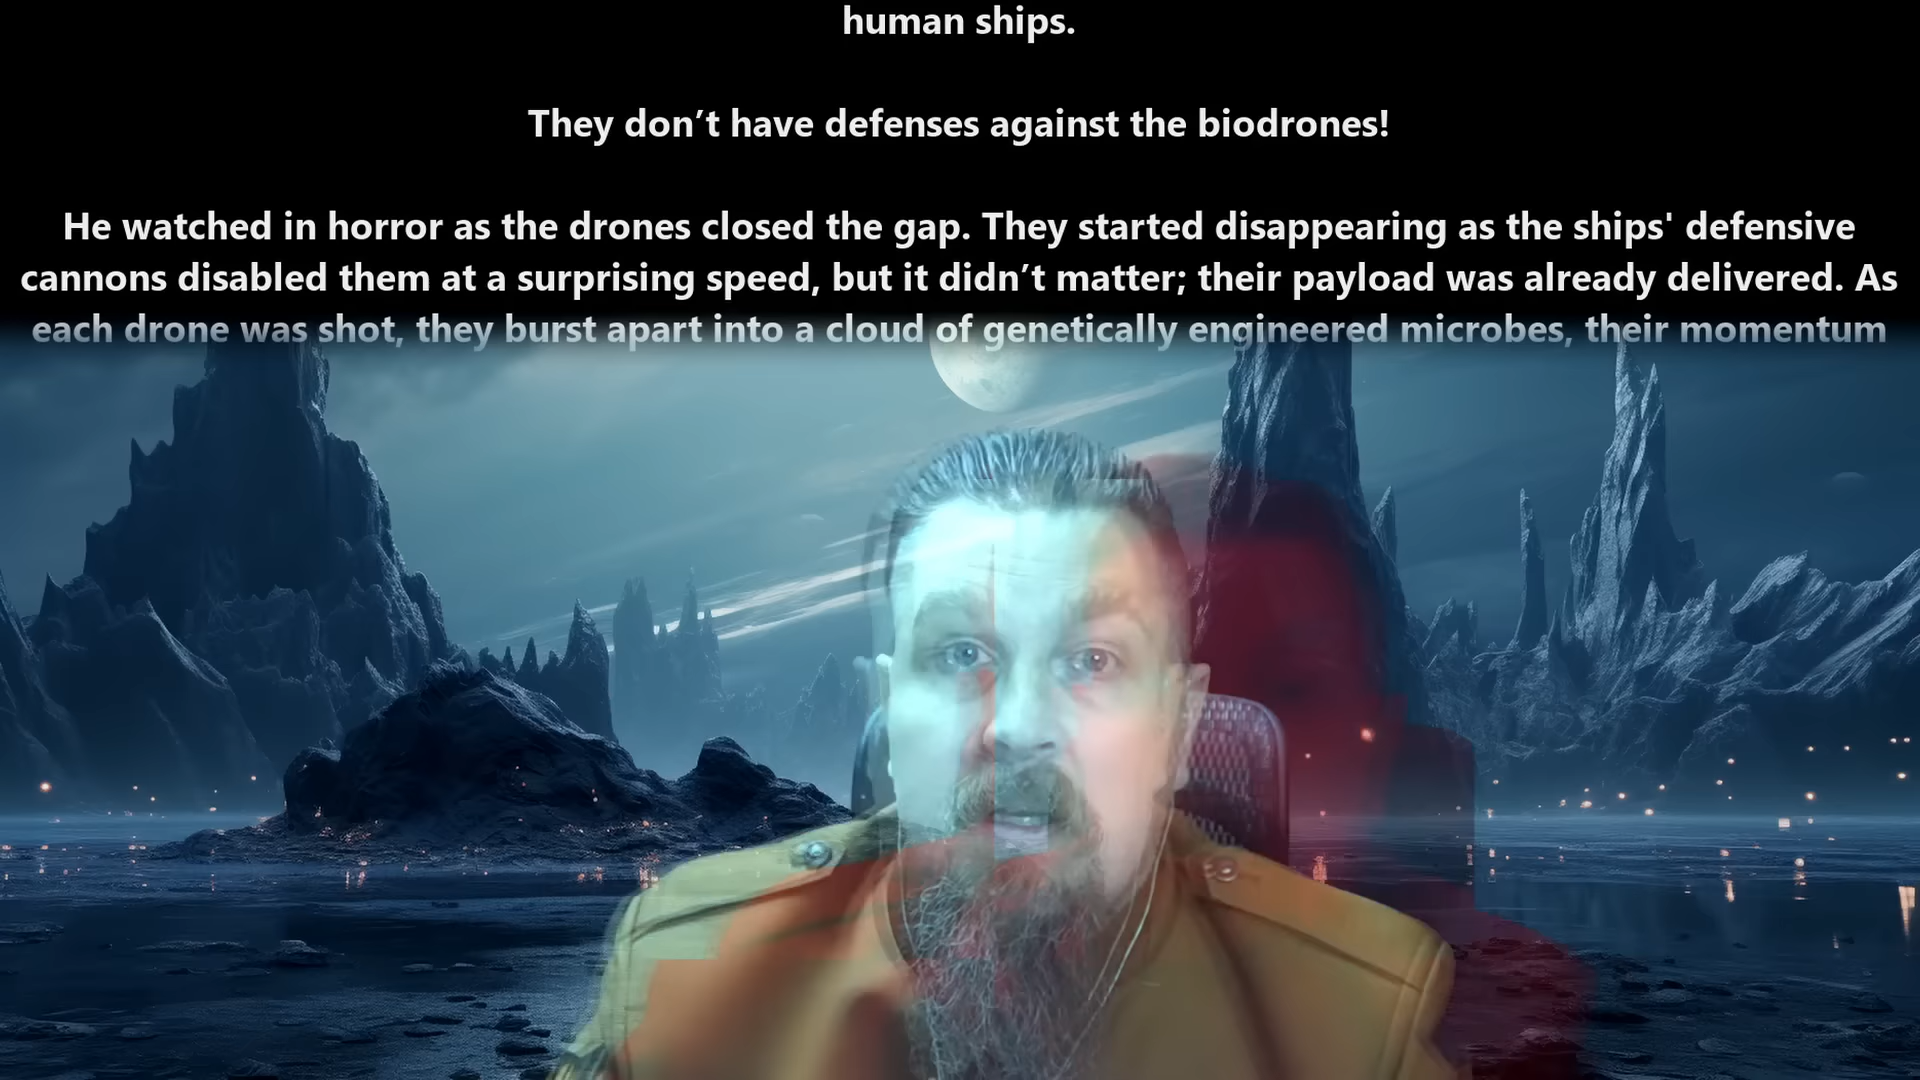 human ships.
They don’t have defenses against the biodrones!
He watched in horror as the drones closed the gap. They started disappearing as the ships' defensive
cannons disabled them at a surprising speed, but it didn’t matter; their payload was already delivered. As
each drone was shot, they burst apart into a cloud of genetically engineered microbes, their momentum